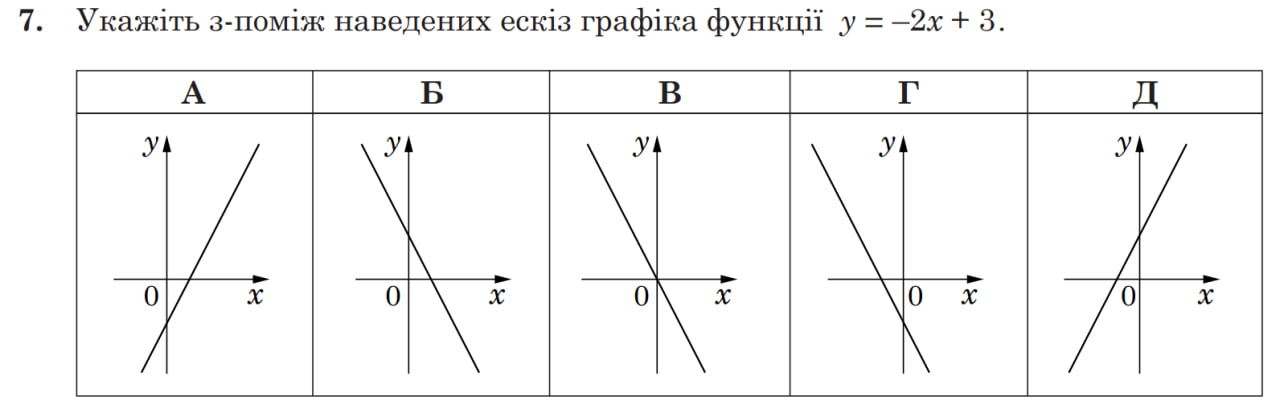 7. Укажіть з-поміж наведених ескіз графіка функції y = –2x + 3.
А Б В Г Д
y y y y y
0 x 0 x 0 x 0 x 0 x